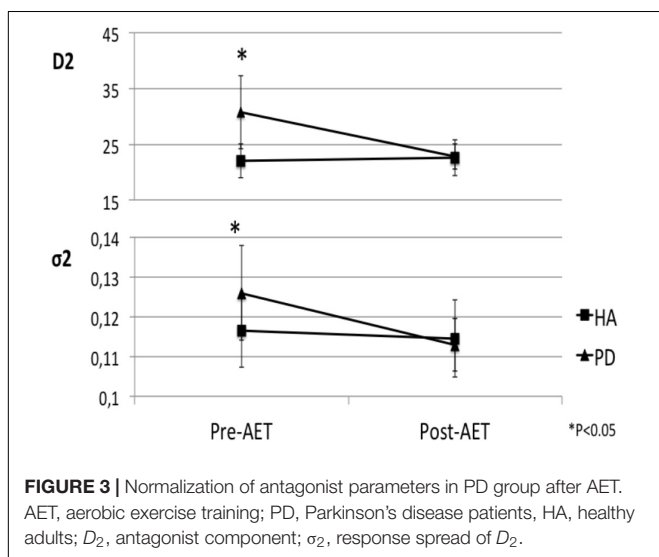 45
D2
*
35
25
15
0,14
*
σ2
0,13
0,12
HA
0,11
PD
0,1
Pre-AET Post-AET *P<0.05
FIGURE 3 | Normalization of antagonist parameters in PD group after AET.
AET, aerobic exercise training; PD, Parkinson's disease patients, HA, healthy
adults; D2, antagonist component; σ2, response spread of D2.